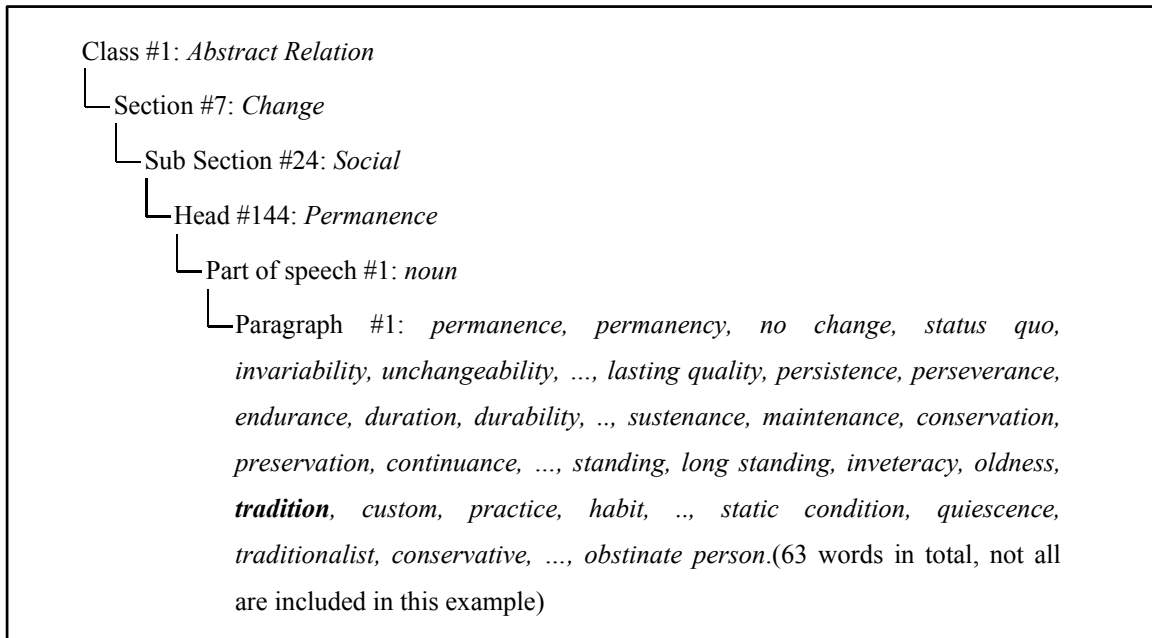 Class #1: Abstract Relation
Section #7: Change
Sub Section #24: Social
Head #144: Permanence
Part of speech #1: noun
Paragraph #1: permanence, permanency, no change, status quo,
invariability, unchangeability, …, lasting quality, persistence, perseverance,
endurance, duration, durability, .., sustenance, maintenance, conservation,
preservation, continuance, …, standing, long standing, inveteracy, oldness,
tradition, custom, practice, habit, .., static condition, quiescence,
traditionalist, conservative, …, obstinate person.(63 words in total, not all
are included in this example)